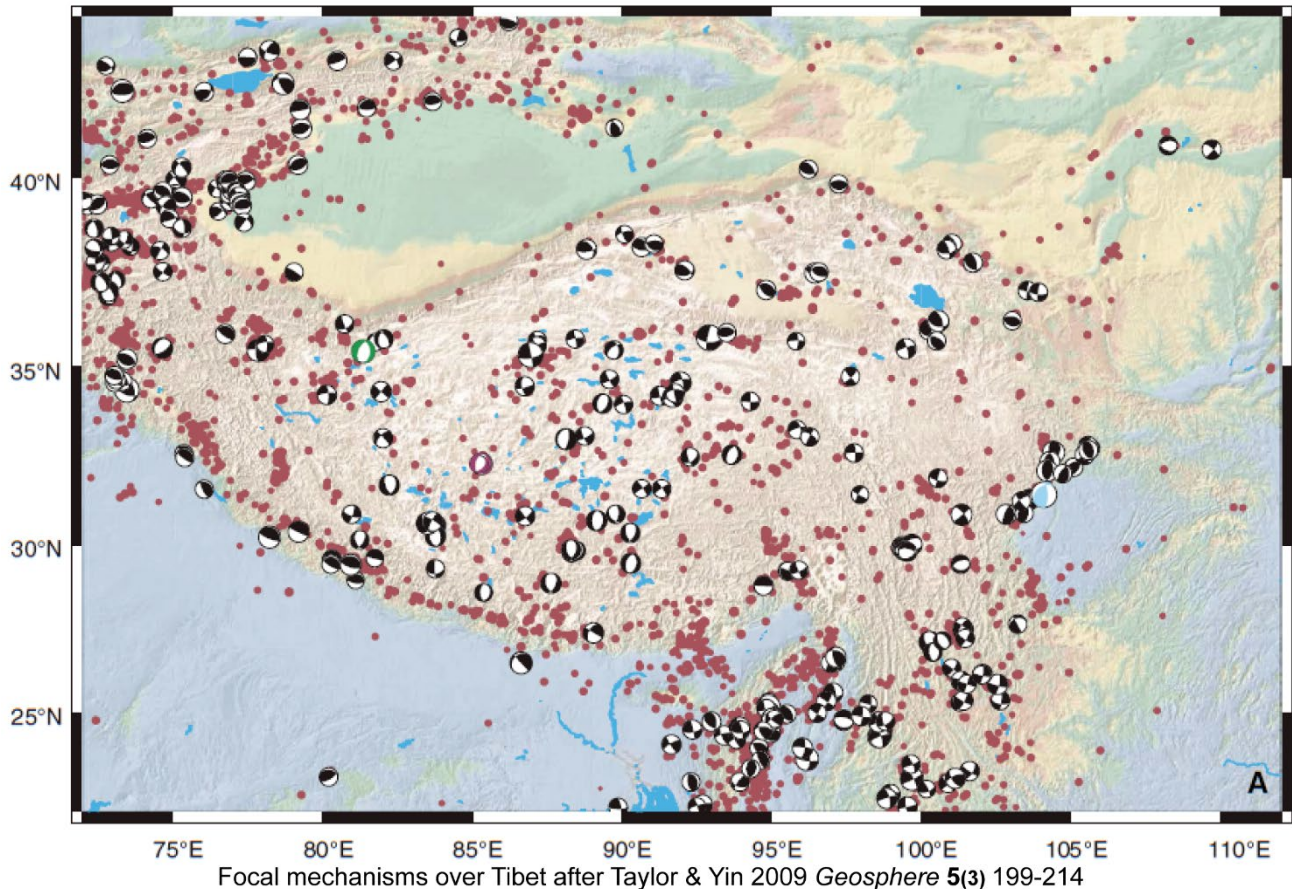 40°N
35°N
30°N
25°N
A
75°E 80°E 85°E 90°E 95°E 100°E 105°E 110°E
Focal mechanisms over Tibet after Taylor & Yin 2009 Geosphere 5(3) 199-214